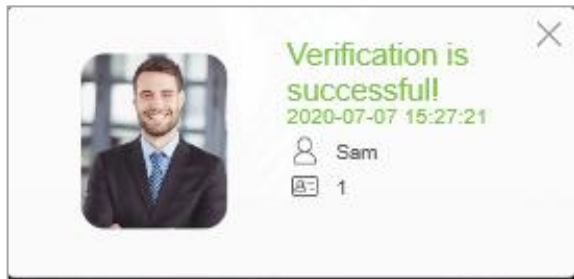 Verification is
successful!
2020-07-07 15:27:21
Sam
1